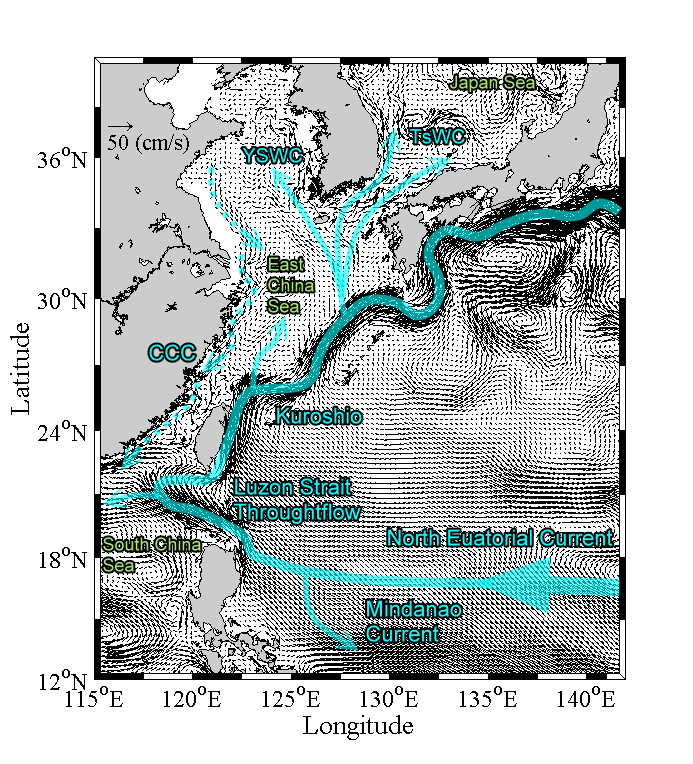 Japan Sea
50 (cm/s)
TsWC
YSWC
36°N
East
China
Sea
30°N
CCC
Latitude
Kuroshio
24°N
Luzon Strait
Throughtflow
North Euatorial Current
South China
Sea
18°N
Mindanao
Current
12°N
115°E 120°E 125°E 130°E 135°E 140°E
Longitude